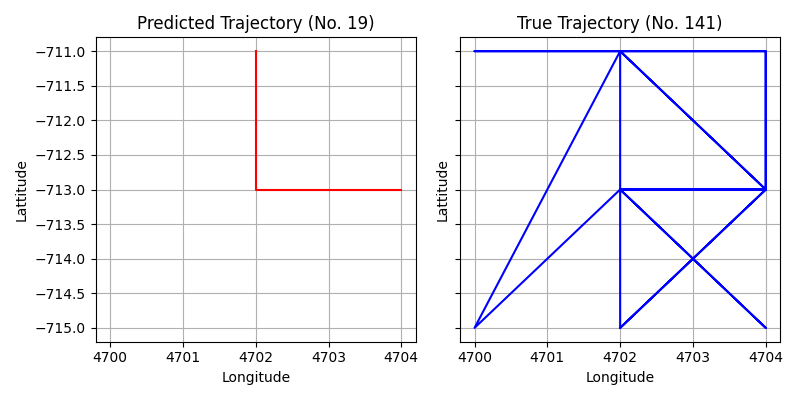 Predicted Trajectory (No. 19)
True Trajectory (No. 141)
−711.0
−711.5
−712.0
−712.5
−713.0
−713.5
−714.0
−714.5
−715.0
Lattitude
Lattitude
4700 4701 4702 4703 4704
4700 4701 4702 4703 4704
Longitude
Longitude